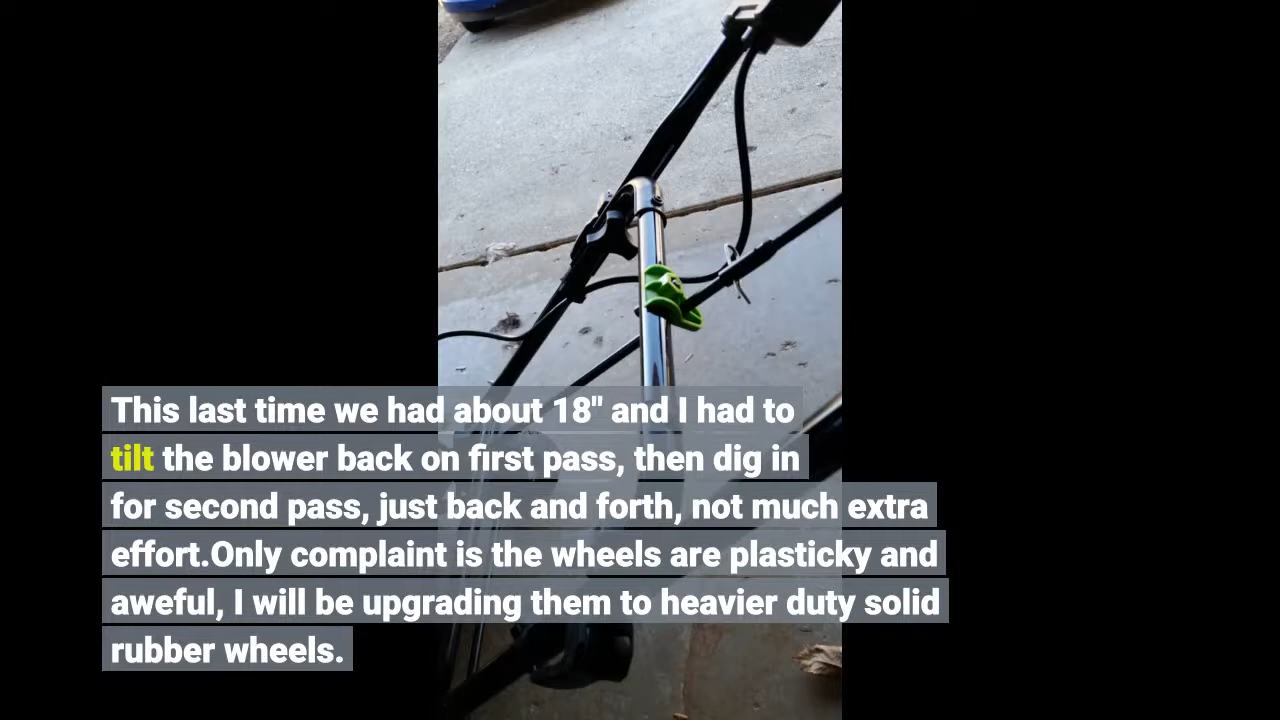 This last time we had about 18" and I had to
tilt the blower back on first pass, then dig in
for second pass, just back and forth, not much extra
effort.Only complaint is the wheels are plasticky and
aweful, I will be upgrading them to heavier duty solid
rubber wheels.